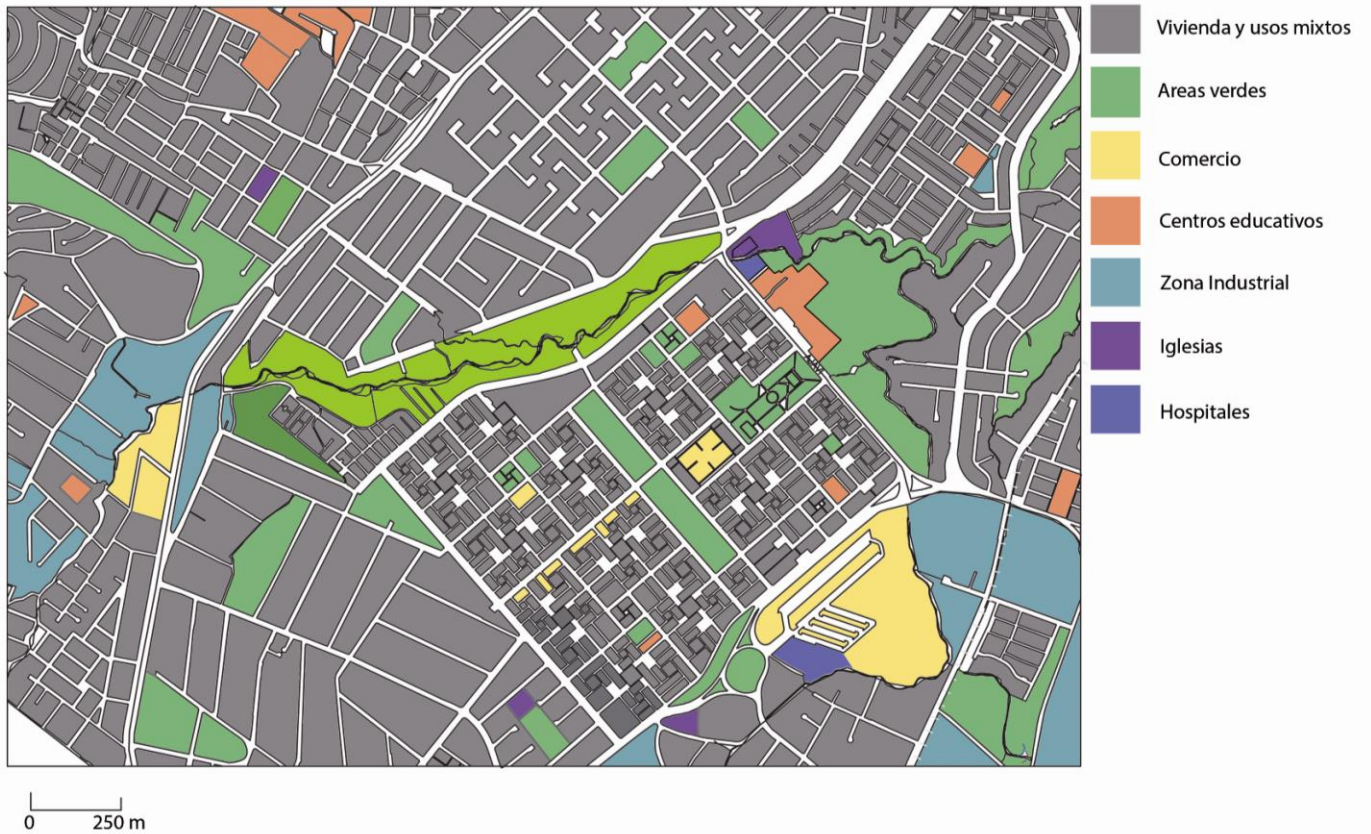 Vivienda y usos mixtos
Areas verdes
Comercio
Centros educativos
Zona Industrial
Iglesias
Hospitales
0 250 m